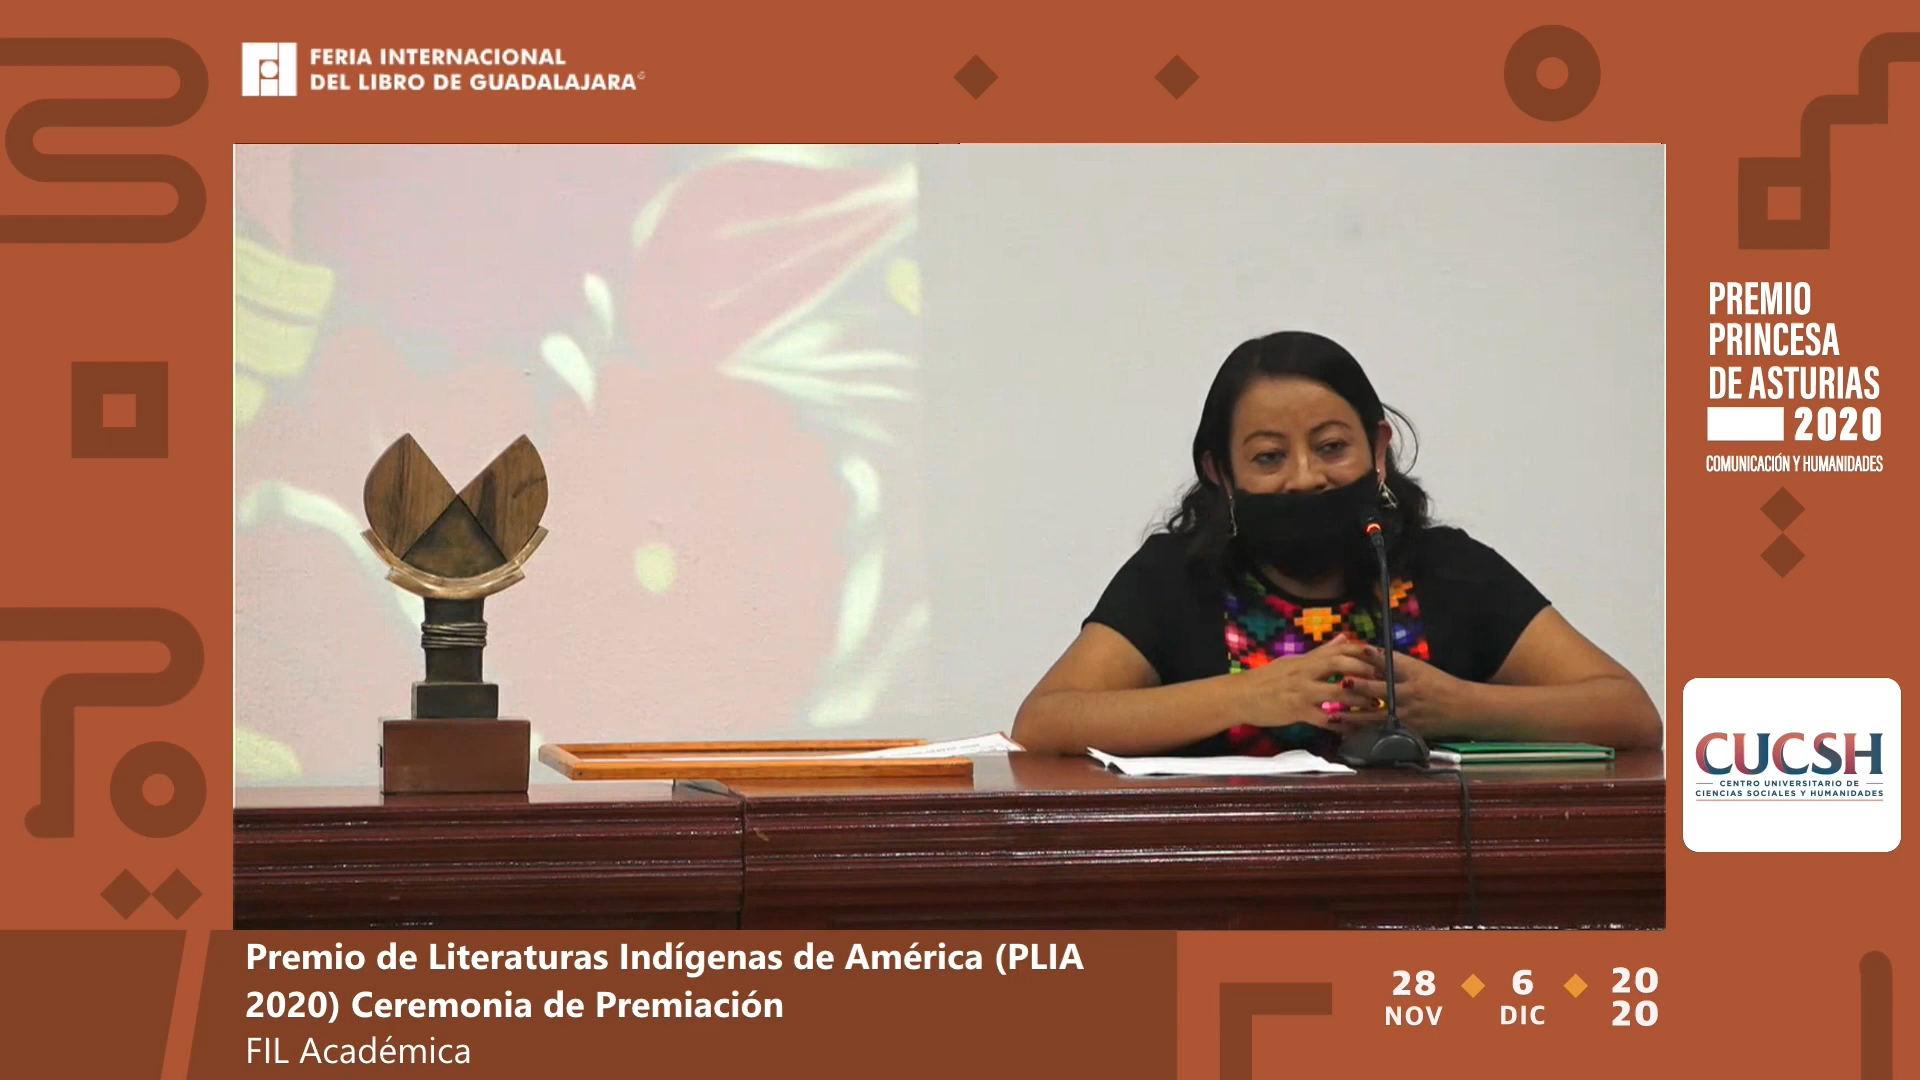 FERIA INTERNACIONAL
DEL LIBRO DE GUADALAJARA
PREMIO
PRINCESA
DE ASTURIAS
2020
COMUNICACIÓN Y HUMANIDADES
CUCSH
CENTRO UNIVERSITARIO DE
CIENCIAS SOCIALES Y HUMANIDADES
Premio de Literaturas Indígenas de América (PLIA
2020) Ceremonia de Premiación
FIL Académica
28 6 20
NOV DIC 20